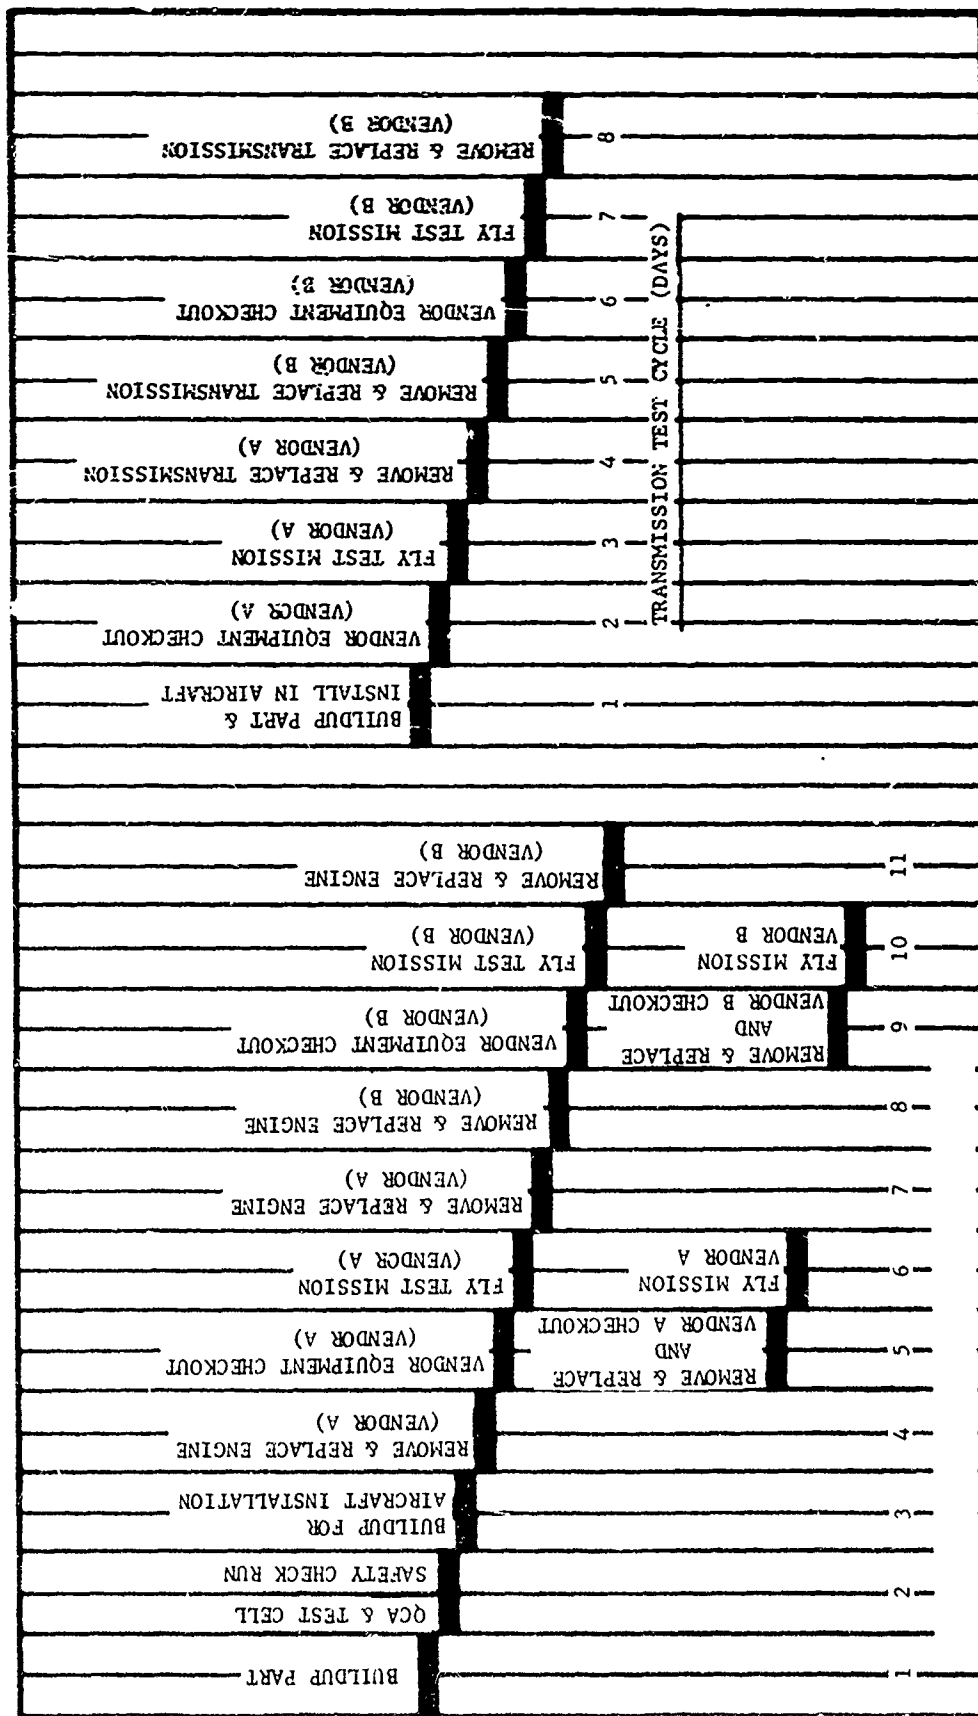 BUILDUP PART
QCA & TEST CELL
SAFETY CHECK RUN
BUILDUP FOR
AIRCRAFT INSTALLATION
REMOVE & REPLACE ENGINE
(VENDOR A)
VENDOR EQUIPMENT CHECKOUT
(VENDOR A)
REMOVE & REPLACE
AND
VENDOR A CHECKOUT
FLY TEST MISSION
(VENDOR A)
FLY MISSION
VENDOR A
REMOVE & REPLACE ENGINE
(VENDOR A)
REMOVE & REPLACE ENGINE
(VENDOR B)
VENDOR EQUIPMENT CHECKOUT
(VENDOR B)
REMOVE & REPLACE
AND
VENDOR B CHECKOUT
FLY TEST MISSION
(VENDOR B)
FLY MISSION
VENDOR B
REMOVE & REPLACE ENGINE
(VENDOR B)
1
2
3
4
5
6
7
8
9
10
11
BUILDUP PART &
INSTALL IN AIRCRAFT
VENDOR EQUIPMENT CHECKOUT
(VENDOR A)
FLY TEST MISSION
(VENDOR A)
REMOVE & REPLACE TRANSMISSION
(VENDOR A)
REMOVE & REPLACE TRANSMISSION
(VENDOR B)
VENDOR EQUIPMENT CHECKOUT
(VENDOR B)
FLY TEST MISSION
(VENDOR B)
REMOVE & REPLACE TRANSMISSION
(VENDOR B)
1
2
3
4
5
6
7
8
TRANSMISSION TEST CYCLE (DAYS)